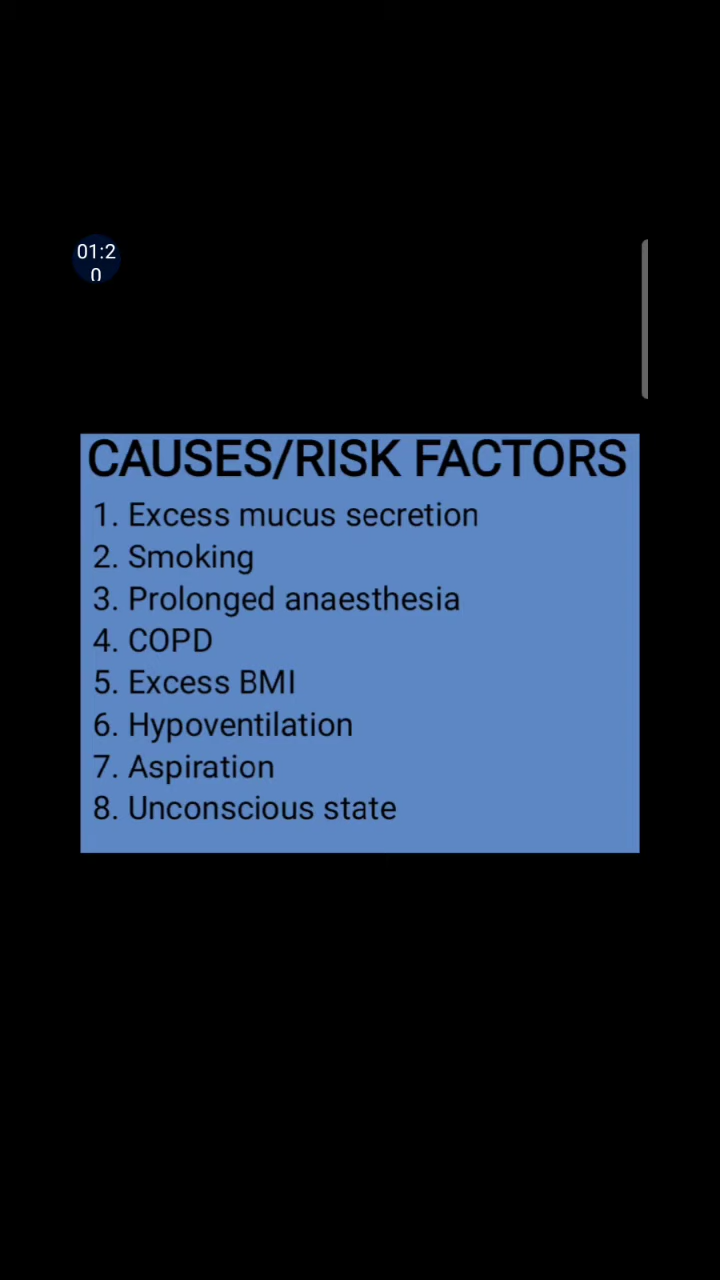 01:2
0
CAUSES/RISK FACTORS
1. Excess mucus secretion
2. Smoking
3. Prolonged anaesthesia
4. COPD
5. Excess BMI
6. Hypoventilation
7. Aspiration
8. Unconscious state